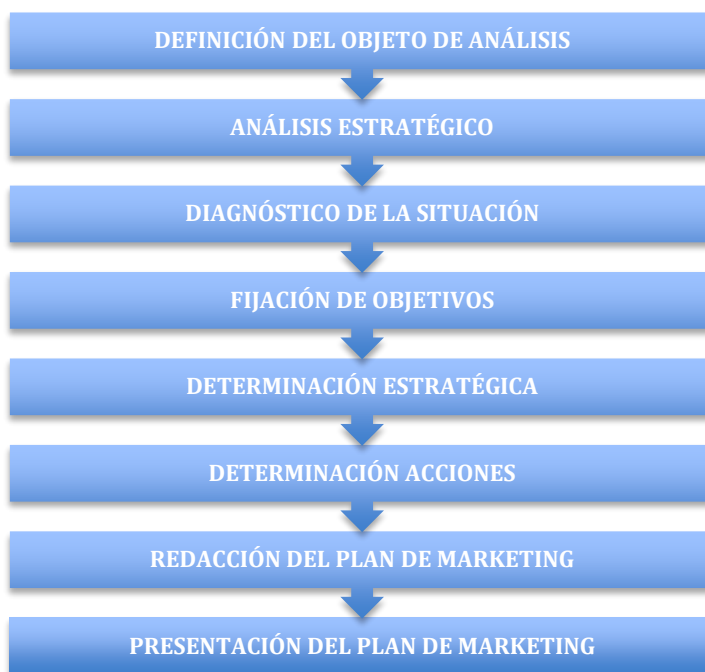 DEFINICIÓN DEL OBJETO DE ANÁLISIS
ANÁLISIS ESTRATÉGICO
DIAGNÓSTICO DE LA SITUACIÓN
FIJACIÓN DE OBJETIVOS
DETERMINACIÓN ESTRATÉGICA
DETERMINACIÓN ACCIONES
REDACCIÓN DEL PLAN DE MARKETING
PRESENTACIÓN DEL PLAN DE MARKETING